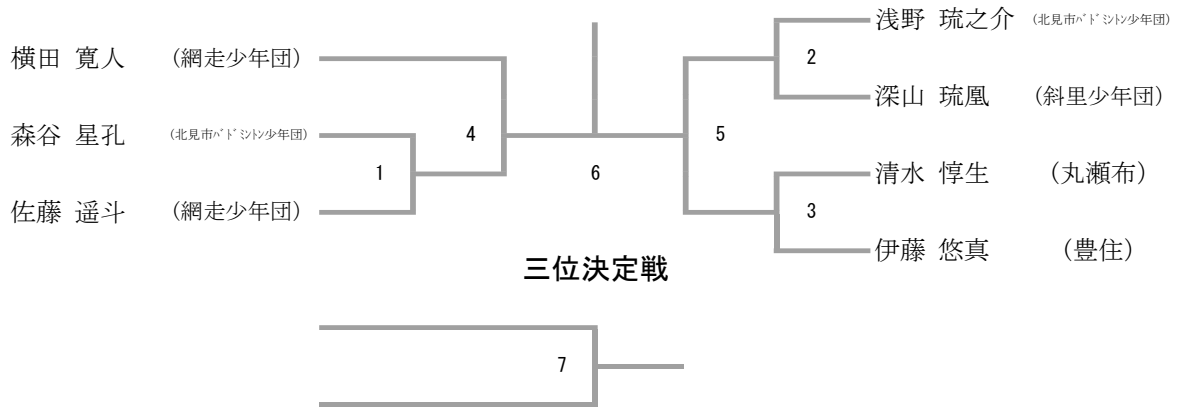 浅野 琉之介 (北見市ﾊﾞﾄﾞﾐﾝﾄﾝ少年団)
横田 寛人 (網走少年団)
2
深山 琉凰 (斜里少年団)
森谷 星孔 (北見市ﾊﾞﾄﾞﾐﾝﾄﾝ少年団)
4
5
1
6
清水 惇生 (丸瀬布)
佐藤 遥斗 (網走少年団)
3
伊藤 悠真 (豊住)
三位決定戦
7